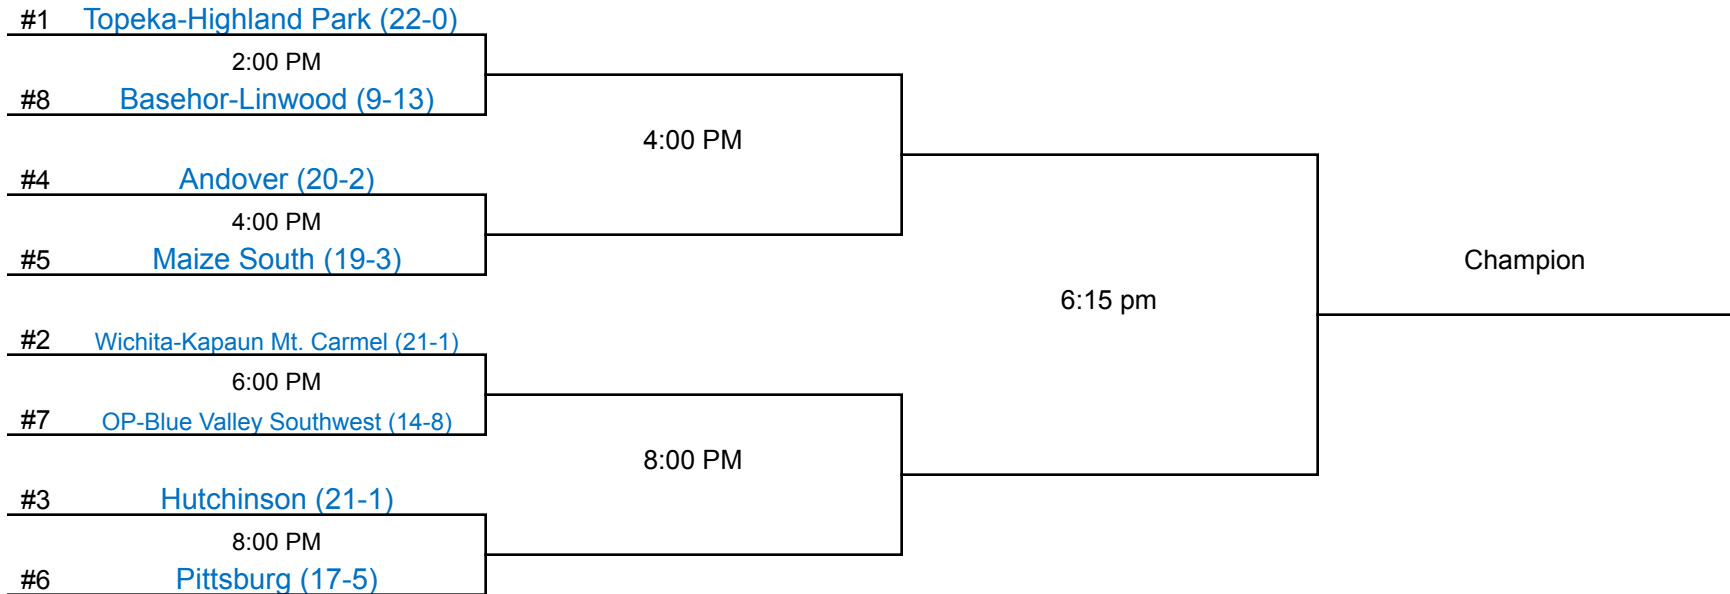 #1 Topeka-Highland Park (22-0)
2:00 PM
#8 Basehor-Linwood (9-13)
4:00 PM
#4 Andover (20-2)
4:00 PM
#5 Maize South (19-3)
Champion
6:15 pm
#2 Wichita-Kapaun Mt. Carmel (21-1)
6:00 PM
#7 OP-Blue Valley Southwest (14-8)
8:00 PM
#3 Hutchinson (21-1)
8:00 PM
#6 Pittsburg (17-5)